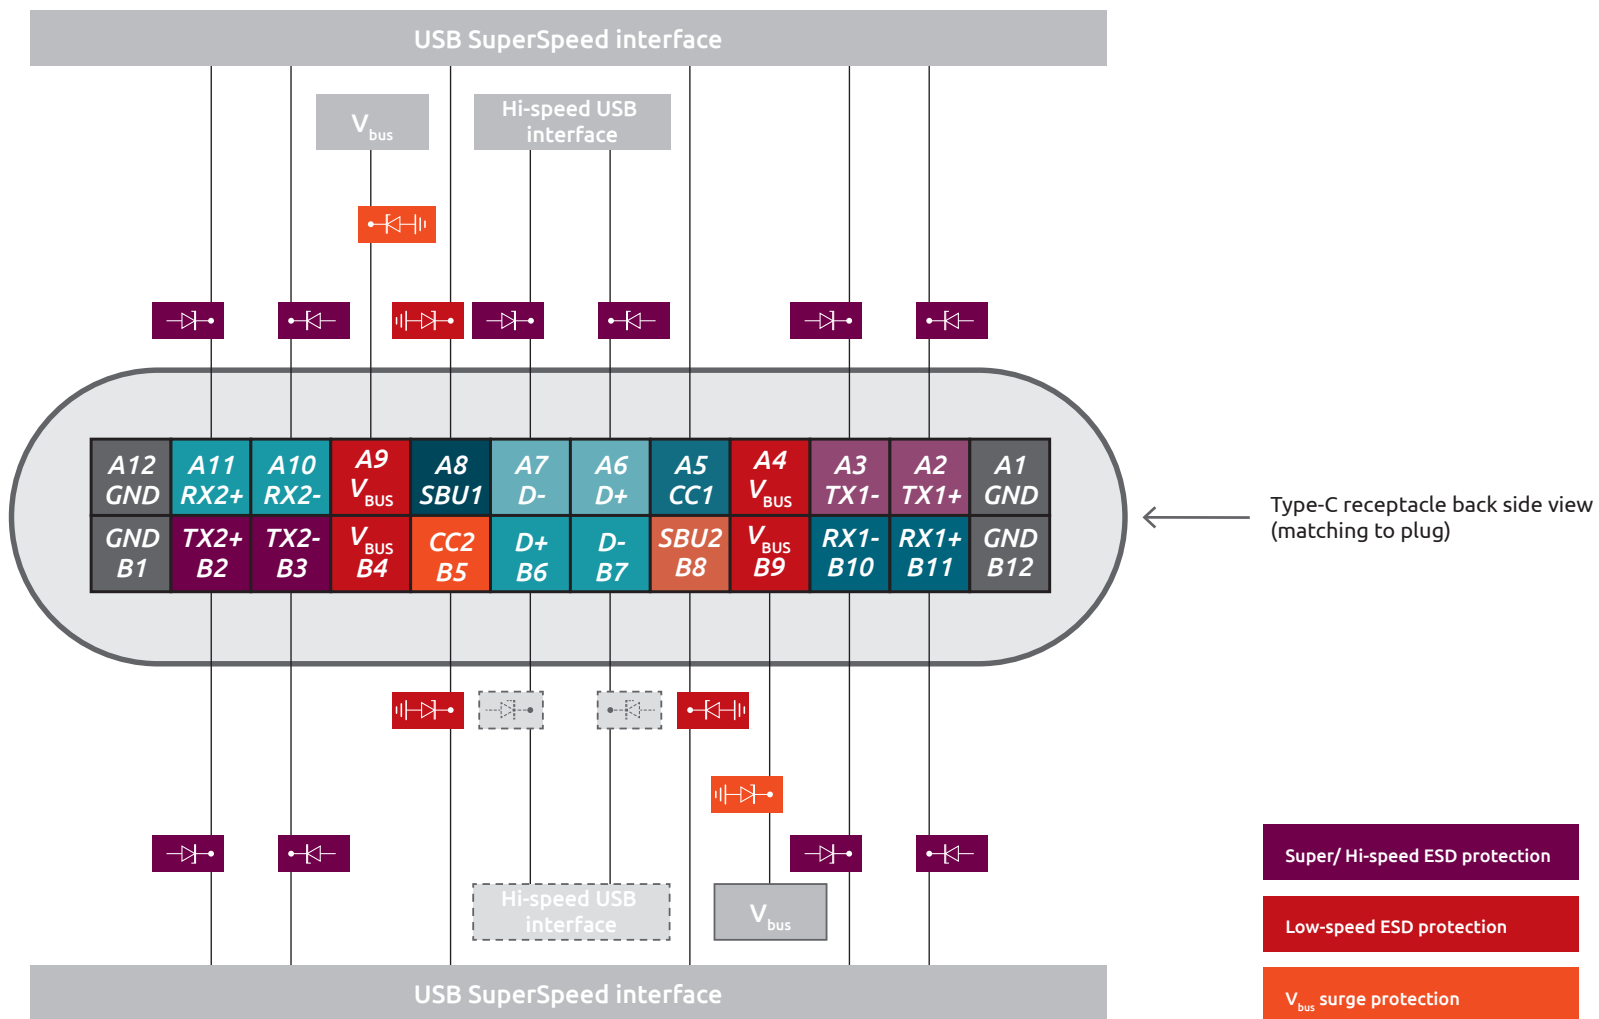 USB SuperSpeed interface
Vbus
Hi-speed USB
interface
A12 A11 A10 A9 A8 A7 A6 A5 A4 A3 A2 A1
GND RX2+ RX2- VBUS SBU1 D- D+ CC1 VBUS TX1- TX1+ GND
GND TX2+ TX2- VBUS CC2 D+ D- SBU2 VBUS RX1- RX1+ GND
B1 B2 B3 B4 B5 B6 B7 B8 B9 B10 B11 B12
Type-C receptacle back side view
(matching to plug)
Hi-speed USB
interface
Vbus
USB SuperSpeed interface
Super/ Hi-speed ESD protection
Low-speed ESD protection
Vbus surge protection